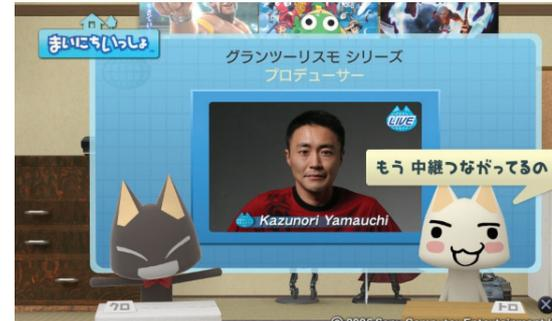 まいにちいっしょ
グランツーリスモ シリーズ
プロデューサー
LIVE
もう 中継つながってるの
Kazunori Yamauchi
クロ
トロ